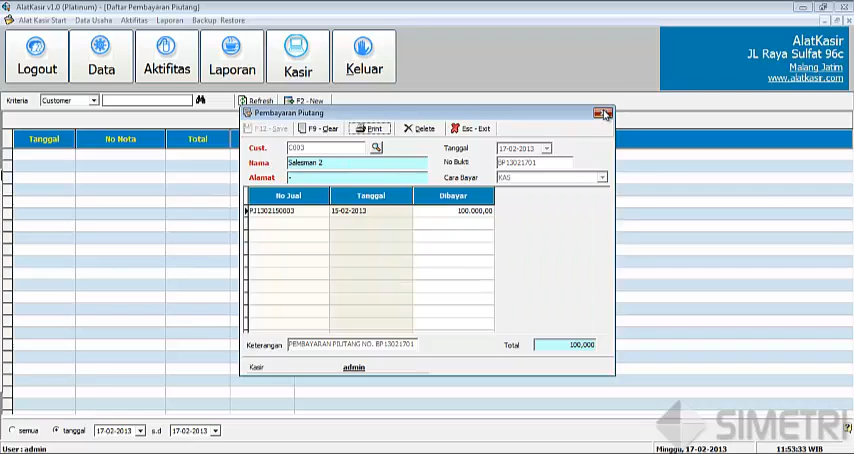 AlatKasir v1.0 (Platinum) - [Daftar Pembayaran Piutang]
Alat Kasir Start Data Usaha Aktifitas Laporan Backup Restore
Logout Data Aktifitas Laporan Kasir Keluar
AlatKasir
JL Raya Sulfat 96c
Malang Jatim
www.alatkasir.com
Kriteria Customer Refresh F2 - New
Pembayaran Piutang
F12 - Save F9 - Clear Print Delete Esc - Exit
Tanggal No Nota Total
Cust. C003 Tanggal 17-02-2013
Nama Salesman 2 No Bukti BP13021701
Alamat - Cara Bayar KAS
No Jual Tanggal Dibayar
PJ1302150003 15-02-2013 100.000,00
Keterangan PEMBAYARAN PIUTANG NO. BP13021701 Total 100,000
Kasir admin
semua tanggal 17-02-2013 s.d 17-02-2013
SIMETRI
User : admin Minggu, 17-02-2013 11:53:33 WIB